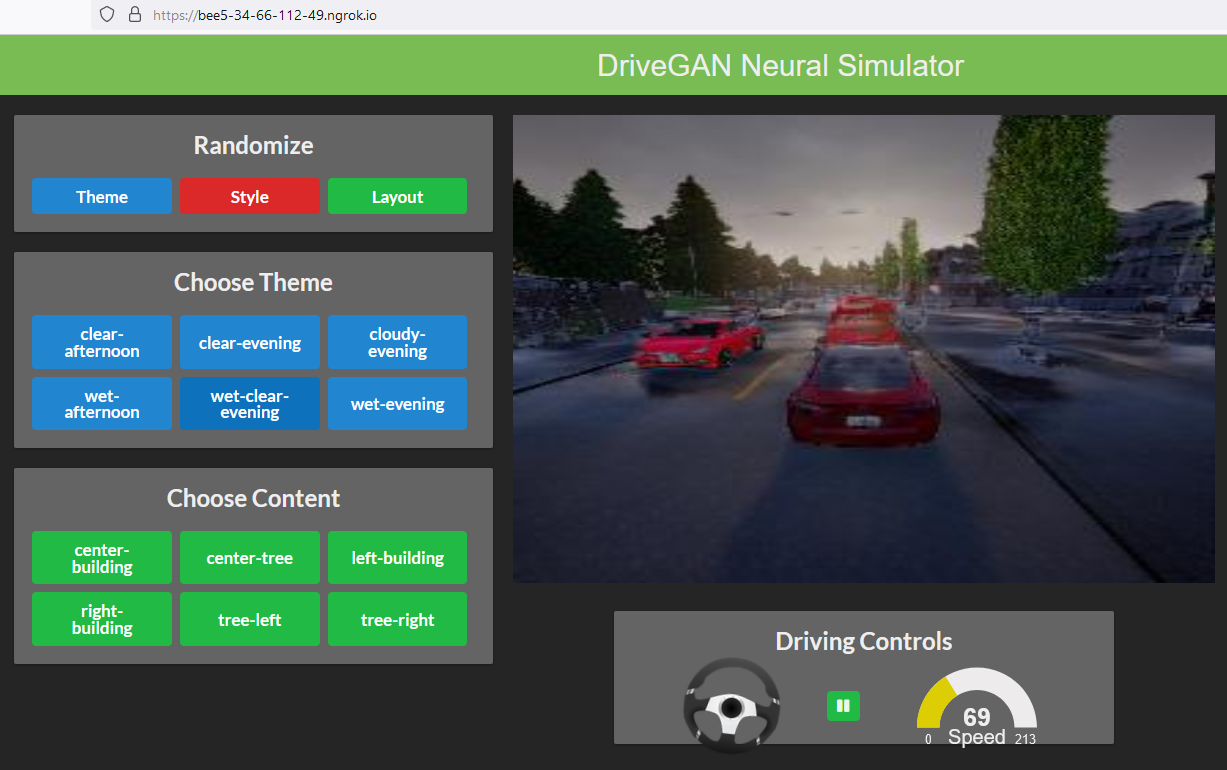 https://bee5-34-66-112-49.ngrok.io
DriveGAN Neural Simulator
Randomize
Theme
Style
Layout
Choose Theme
clear-
afternoon
clear-evening
cloudy-
evening
wet-
afternoon
wet-clear-
evening
wet-evening
Choose Content
center-
building
center-tree
left-building
right-
building
tree-left
tree-right
Driving Controls
69
0 Speed 213